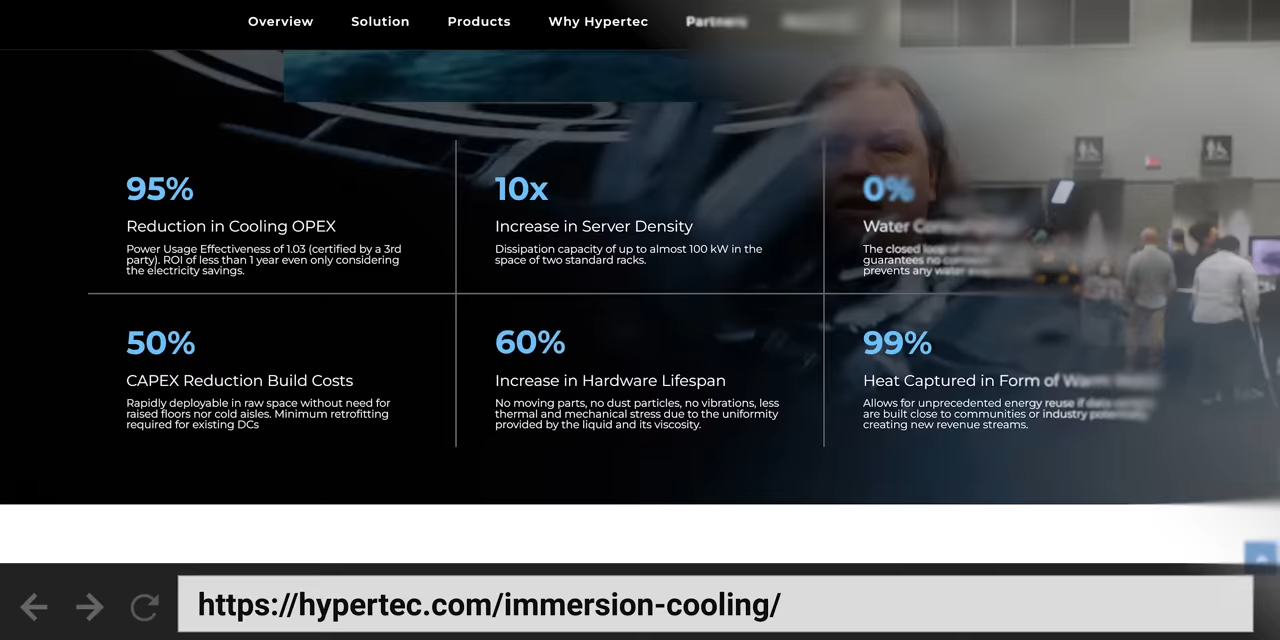 Overview Solution Products Why Hypertec Partners
95%
Reduction in Cooling OPEX
Power Usage Effectiveness of 1.03 (certified by a 3rd
party). ROI of less than 1 year even only considering
the electricity savings.
10x
Increase in Server Density
Dissipation capacity of up to almost 100 kW in the
space of two standard racks.
0%
Water
The closed loop
guarantees no
prevents any water
50%
CAPEX Reduction Build Costs
Rapidly deployable in raw space without need for
raised floors nor cold aisles. Minimum retrofitting
required for existing DCs
60%
Increase in Hardware Lifespan
No moving parts, no dust particles, no vibrations, less
thermal and mechanical stress due to the uniformity
provided by the liquid and its viscosity.
99%
Heat Captured in Form of Warm
Allows for unprecedented energy reuse if data
are built close to communities or industry potentially
creating new revenue streams.
https://hypertec.com/immersion-cooling/